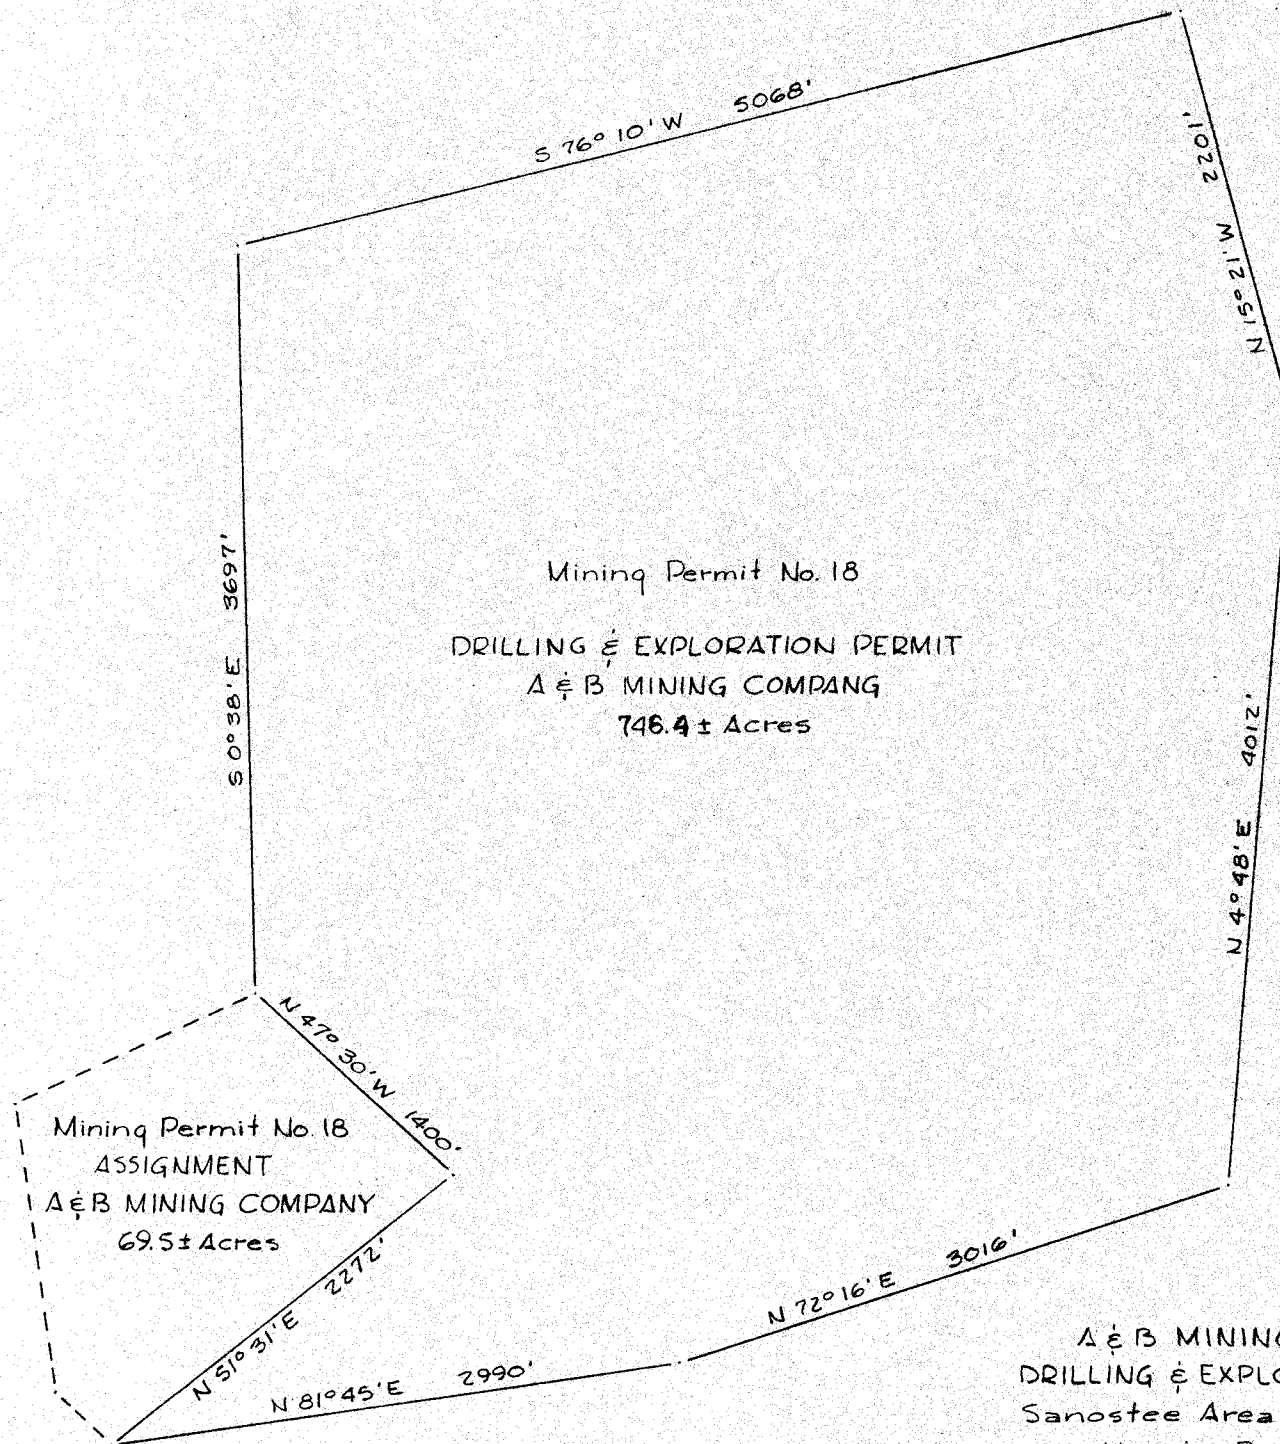 S 76° 10' W 5068'
N 15° 21' W 2201'
S 0° 38' E 3697'
Mining Permit No. 18
DRILLING & EXPLORATION PERMIT
A & B MINING COMPANG
746.4 ± Acres
N 4° 48' E 4012'
N 47° 30' W 1400'
Mining Permit No. 18
ASSIGNMENT
A & B MINING COMPANY
69.5 ± Acres
N 51° 31' E 2272'
N 72° 16' E 3016'
N 81° 45' E 2990'
A & B MINING
DRILLING & EXPLO
Sanostee Area